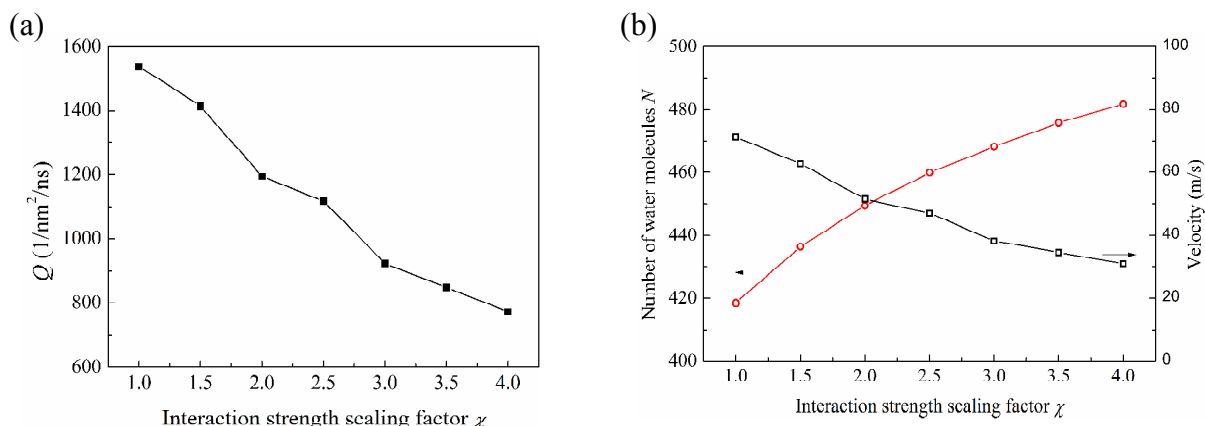 (a)
1600
1400
1200
1000
800
600
Q (1/nm²/ns)
1.0 1.5 2.0 2.5 3.0 3.5 4.0
Interaction strength scaling factor χ
(b)
500
480
460
440
420
400
Number of water molecules N
100
80
60
40
20
0
Velocity (m/s)
1.0 1.5 2.0 2.5 3.0 3.5 4.0
Interaction strength scaling factor χ